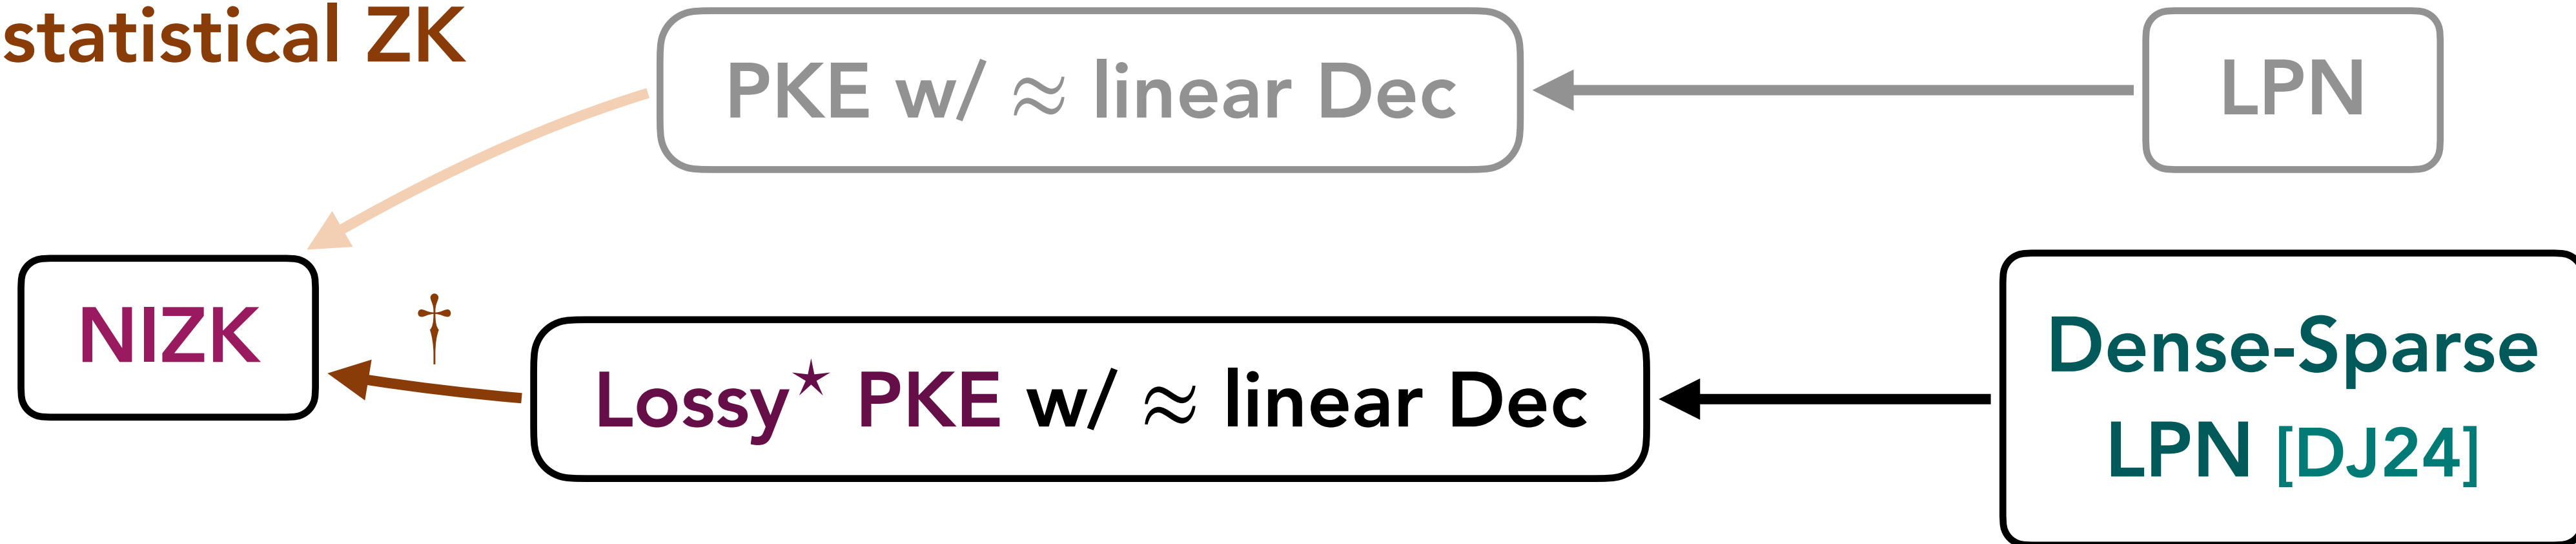 statistical ZK
PKE w/ ≈ linear Dec
LPN
NIZK
†
Lossy★ PKE w/ ≈ linear Dec
Dense-Sparse
LPN [DJ24]